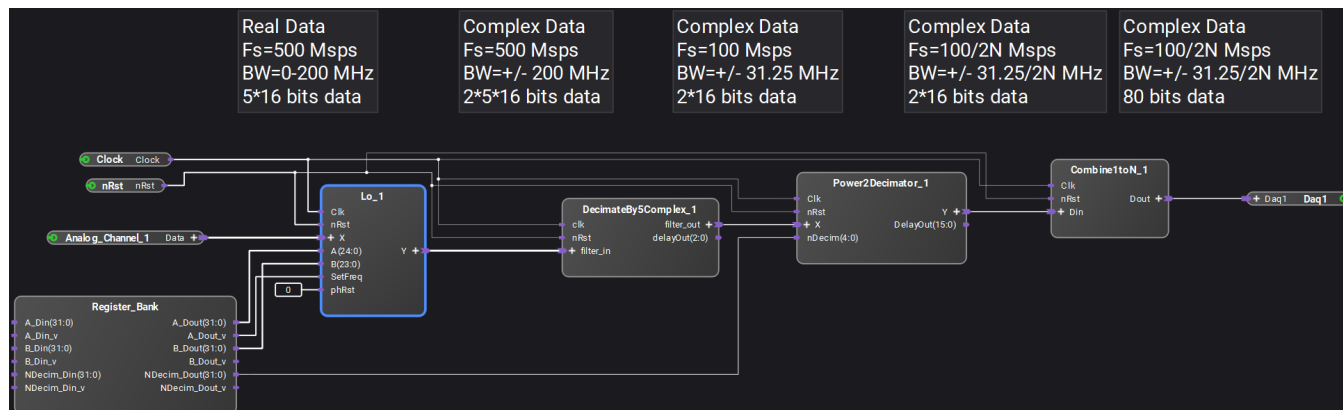 Real Data
Fs=500 Msps
BW=0-200 MHz
5*16 bits data
Complex Data
Fs=500 Msps
BW=+/- 200 MHz
2*5*16 bits data
Complex Data
Fs=100 Msps
BW=+/- 31.25 MHz
2*16 bits data
Complex Data
Fs=100/2N Msps
BW=+/- 31.25/2N MHz
2*16 bits data
Complex Data
Fs=100/2N Msps
BW=+/- 31.25/2N MHz
80 bits data
Clock Clock
nRst nRst
Analog_Channel_1 Data +
Lo_1
Clk
nRst
+ X
A(24:0)
B(23:0)
SetFreq
phRst
Y +
0
DecimateBy5Complex_1
clk
nRst
+ filter_in
filter_out +
delayOut(2:0)
Power2Decimator_1
Clk
nRst
+ X
nDecim(4:0)
Y +
DelayOut(15:0)
Combine1toN_1
Clk
nRst
+ Din
Dout +
+ Daq1 Daq1
Register_Bank
A_Din(31:0) A_Dout(31:0)
A_Din_v A_Dout_v
B_Din(31:0) B_Dout(31:0)
B_Din_v B_Dout_v
NDecim_Din(31:0) NDecim_Dout(31:0)
NDecim_Din_v NDecim_Dout_v